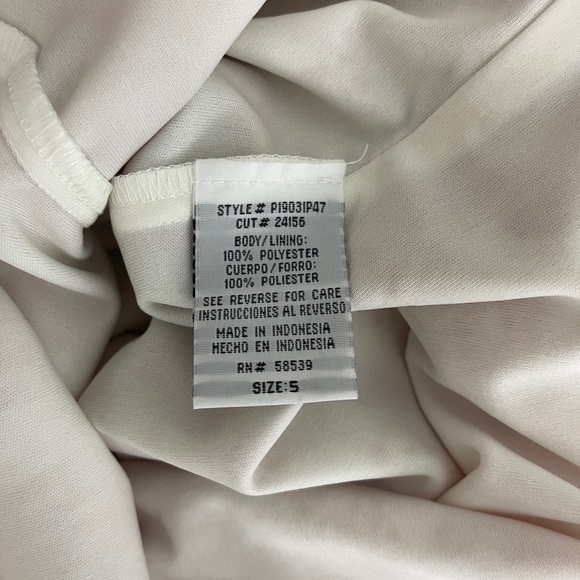 STYLE# P19031P47
CUT# 24156
BODY/LINING:
100% POLYESTER
CUERPO/FORRO:
100% POLIESTER
SEE REVERSE FOR CARE
INSTRUCCIONES AL REVERSO
MADE IN INDONESIA
HECHO EN INDONESIA
RN# 58539
SIZE:5